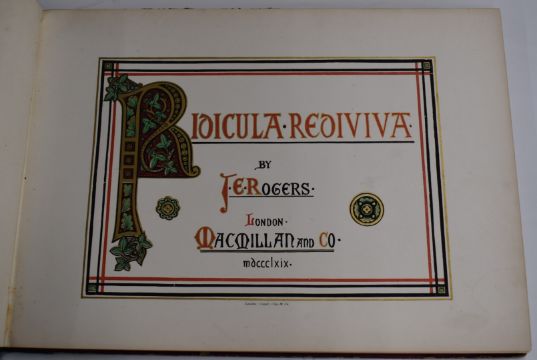 RIDICULA · REDIVIVA ·
BY
J. E. ROGERS ·
LONDON ·
MACMILLAN AND CO ·
mdccclxix ·